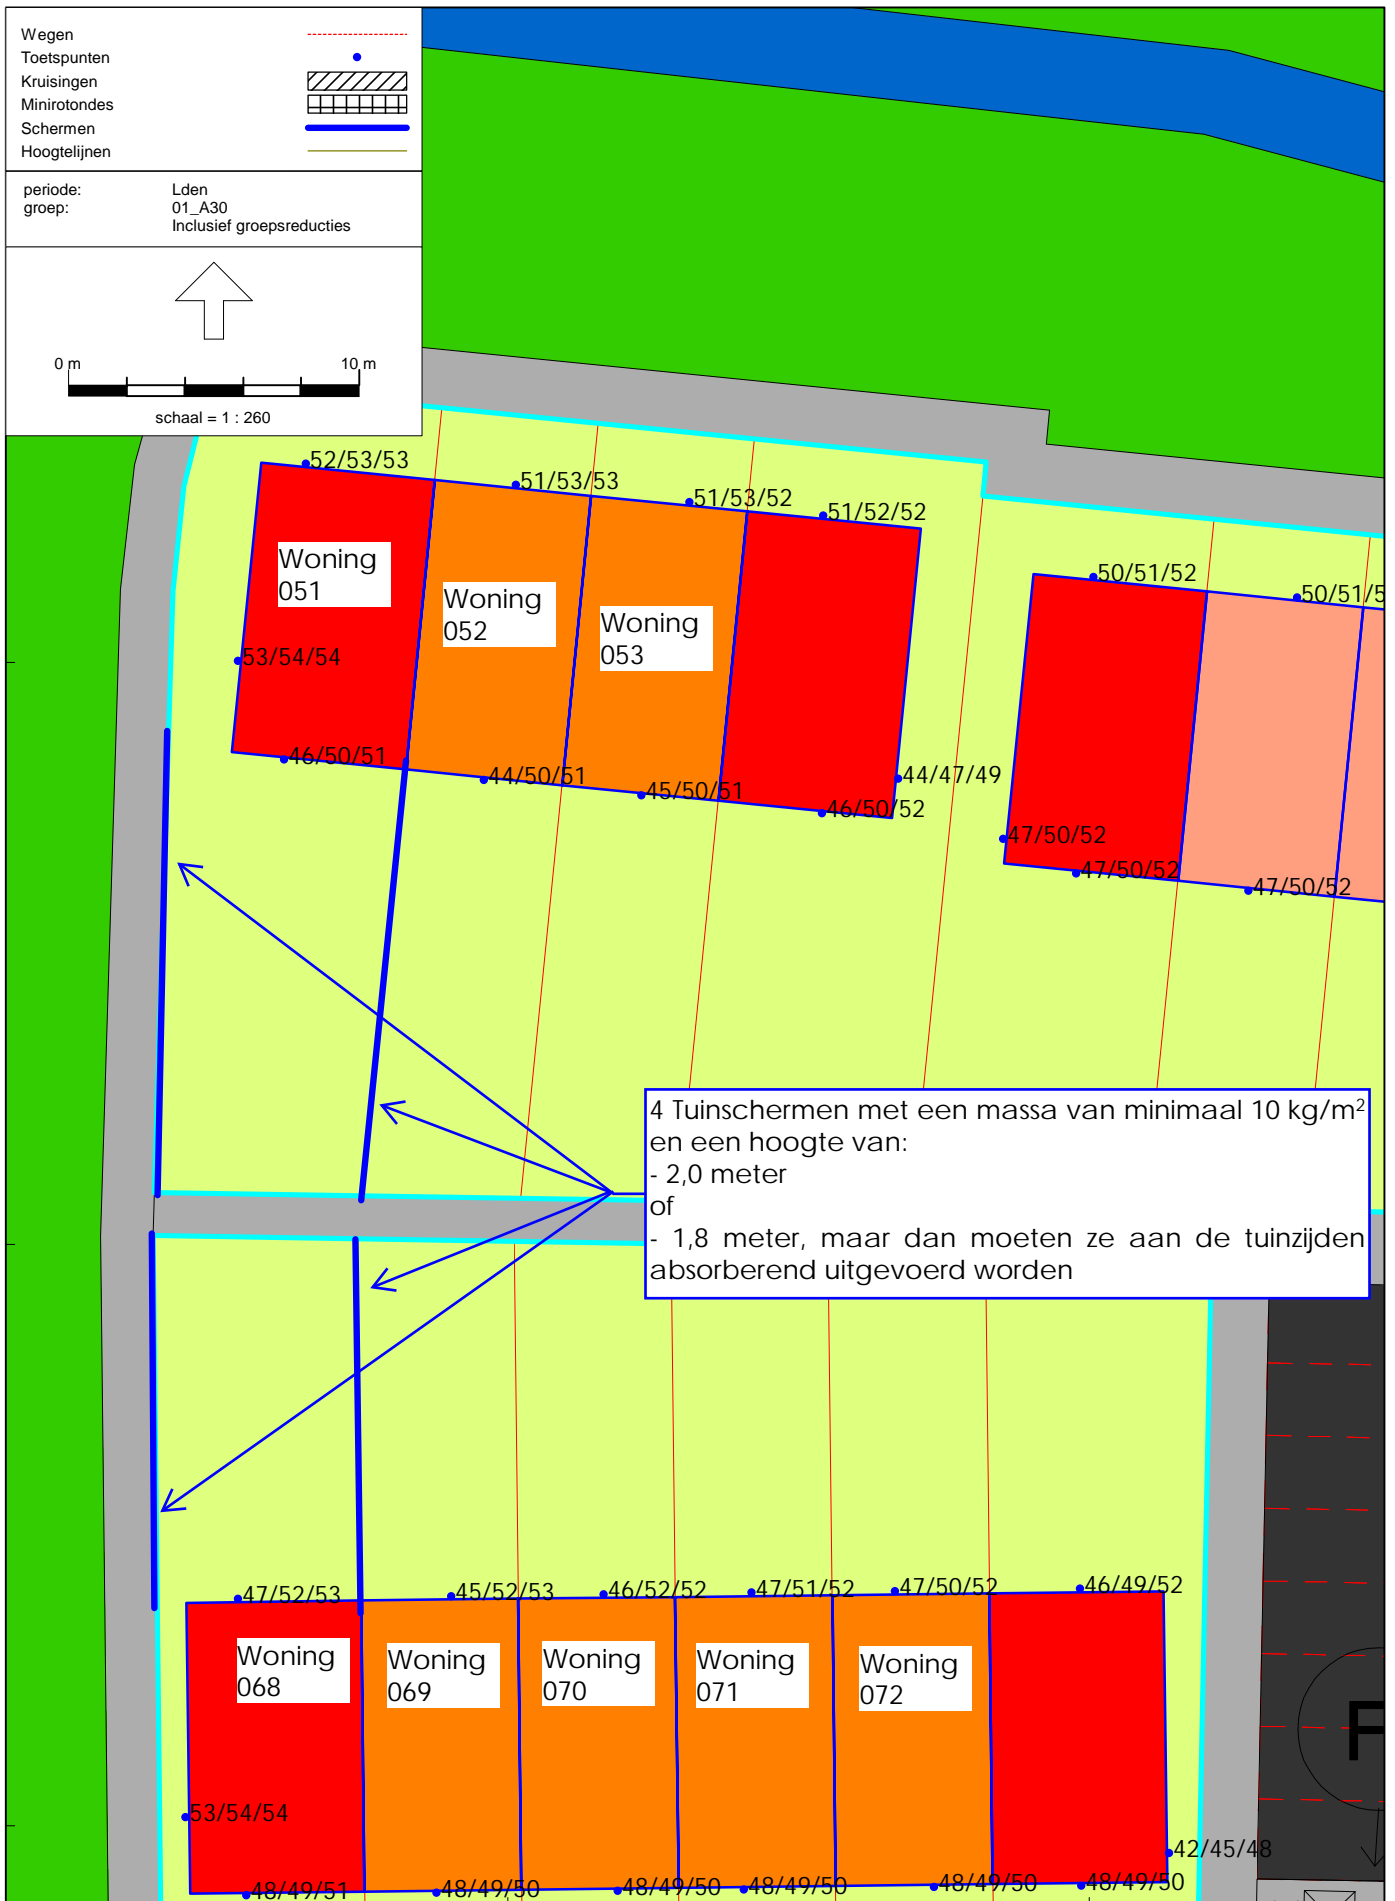 Wegen
Toetspunten
Kruisingen
Minirotondes
Schermen
Hoogtelijnen
periode: Lden
groep: 01_A30
Inclusief groepsreducties
0 m 10 m
schaal = 1 : 260
52/53/53
51/53/53
51/53/52
51/52/52
Woning
051
Woning
052
Woning
053
50/51/52
50/51/5
53/54/54
46/50/51
44/50/51
45/50/51
46/50/52
44/47/49
47/50/52
47/50/52
47/50/52
4 Tuinschermen met een massa van minimaal 10 kg/m²
en een hoogte van:
- 2,0 meter
of
- 1,8 meter, maar dan moeten ze aan de tuinzijden
absorberend uitgevoerd worden
47/52/53
45/52/53
46/52/52
47/51/52
47/50/52
46/49/52
Woning
068
Woning
069
Woning
070
Woning
071
Woning
072
53/54/54
42/45/48
48/49/51
48/49/50
48/49/50
48/49/50
48/49/50
48/49/50